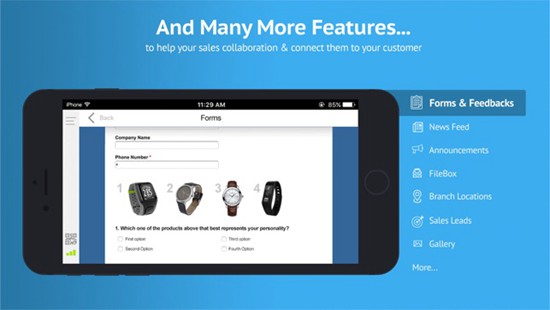 And Many More Features...
to help your sales collaboration & connect them to your customer
iPhone
11:29 AM
85%
Back
Forms
Company Name
Phone Number *
+
1 2 3 4
1. Which one of the products above that best represents your personality?
First option
Third option
Second Option
Fourth Option
Forms & Feedbacks
News Feed
Announcements
FileBox
Branch Locations
Sales Leads
Gallery
More...